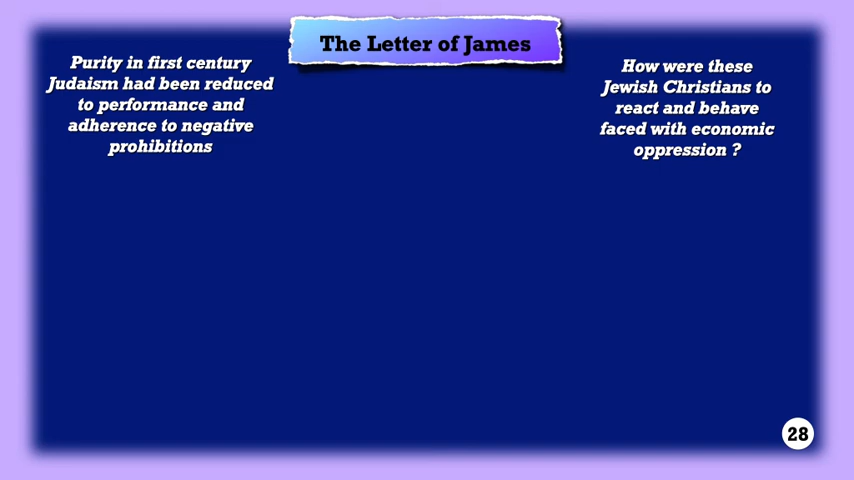 The Letter of James
Purity in first century
Judaism had been reduced
to performance and
adherence to negative
prohibitions
How were these
Jewish Christians to
react and behave
faced with economic
oppression ?
28